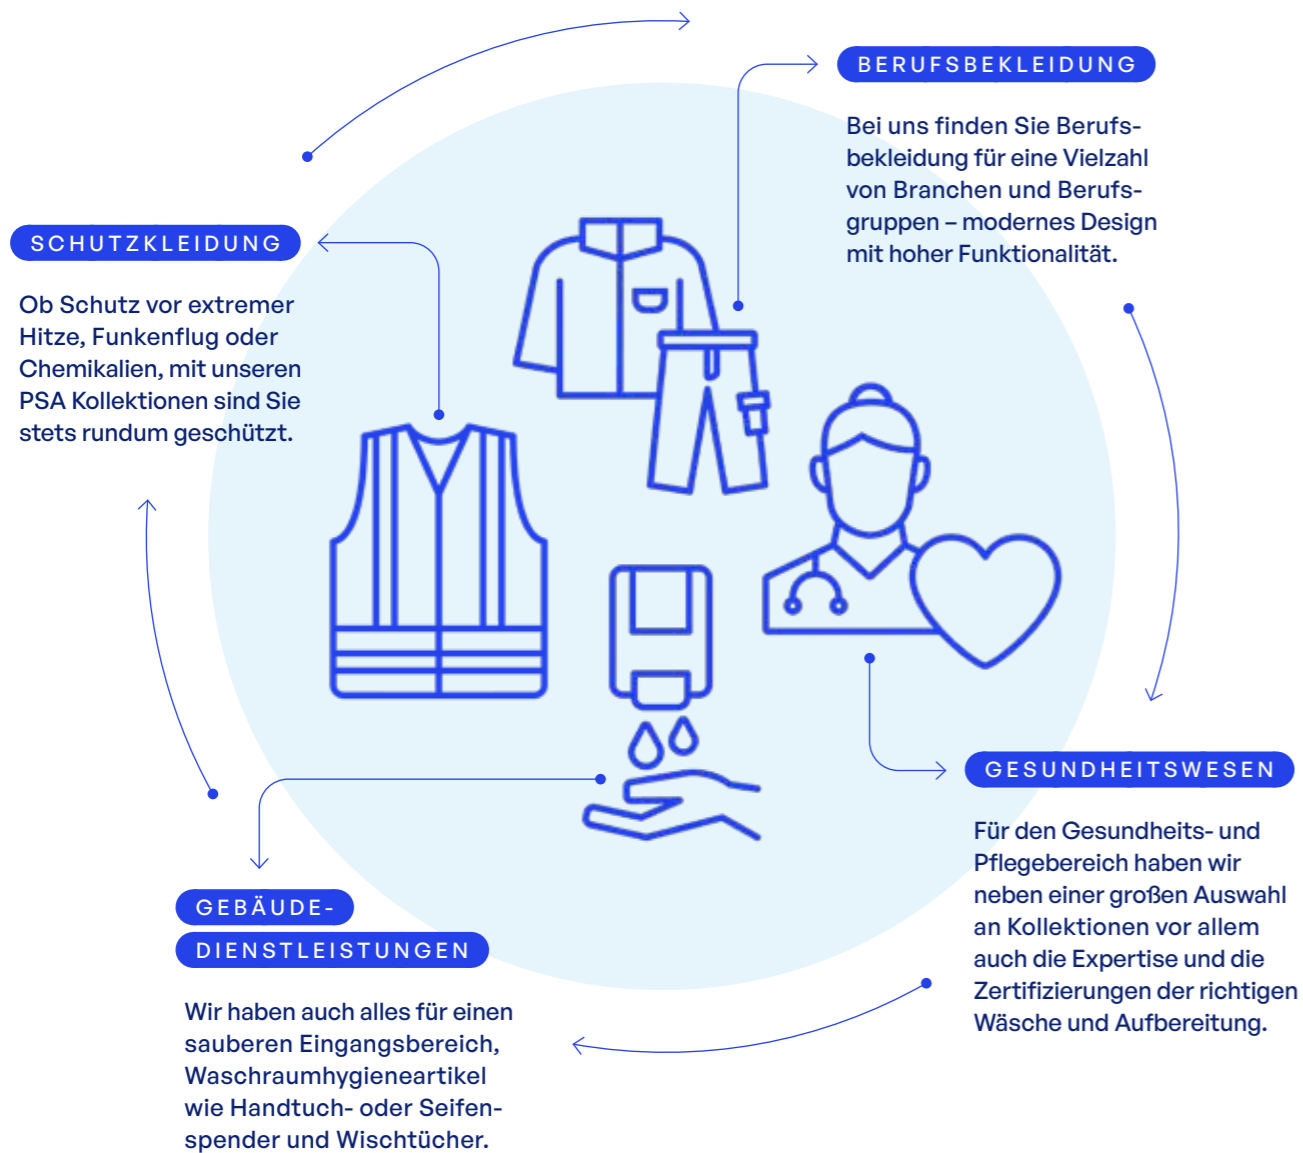 BERUFSBEKLEIDUNG
Bei uns finden Sie Berufs-
bekleidung für eine Vielzahl
von Branchen und Berufs-
gruppen – modernes Design
mit hoher Funktionalität.
SCHUTZKLEIDUNG
Ob Schutz vor extremer
Hitze, Funkenflug oder
Chemikalien, mit unseren
PSA Kollektionen sind Sie
stets rundum geschützt.
GESUNDHEITSWESEN
Für den Gesundheits- und
Pflegebereich haben wir
neben einer großen Auswahl
an Kollektionen vor allem
auch die Expertise und die
Zertifizierungen der richtigen
Wäsche und Aufbereitung.
GEBÄUDE-
DIENSTLEISTUNGEN
Wir haben auch alles für einen
sauberen Eingangsbereich,
Waschraumhygieneartikel
wie Handtuch- oder Seifen-
spender und Wischtücher.